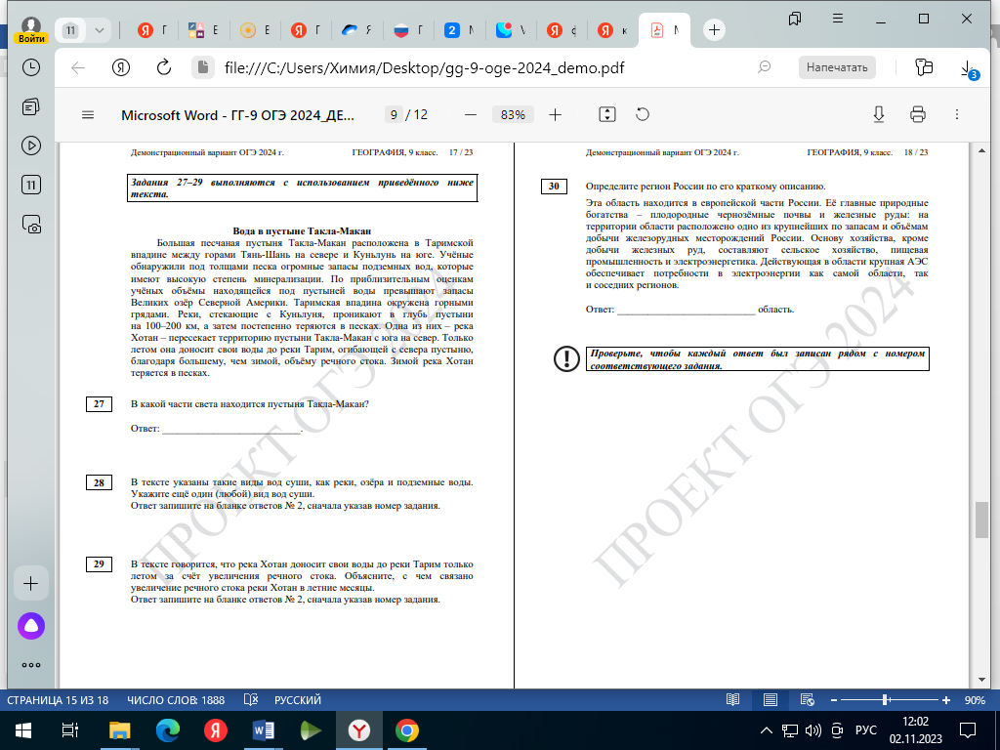 Войти
11
Г
Е
Е
Г
Я
Г
2
М
V
ф
к
М
file:///C:/Users/Химия/Desktop/gg-9-oge-2024_demo.pdf
Напечатать
3
Microsoft Word - ГГ-9 ОГЭ 2024_ДЕ...
9 / 12
83%
11
Демонстрационный вариант ОГЭ 2024 г. ГЕОГРАФИЯ, 9 класс. 17 / 23
Задания 27–29 выполняются с использованием приведённого ниже
текста.
Вода в пустыне Такла-Макан
Большая песчаная пустыня Такла-Макан расположена в Таримской
впадине между горами Тянь-Шань на севере и Куньлунь на юге. Учёные
обнаружили под толщами песка огромные запасы подземных вод, которые
имеют высокую степень минерализации. По приблизительным оценкам
учёных объёмы находящейся под пустыней воды превышают запасы
Великих озёр Северной Америки. Таримская впадина окружена горными
грядами. Реки, стекающие с Куньлуня, проникают в глубь пустыни
на 100–200 км, а затем постепенно теряются в песках. Одна из них – река
Хотан – пересекает территорию пустыни Такла-Макан с юга на север. Только
летом она доносит свои воды до реки Тарим, огибающей с севера пустыню,
благодаря большему, чем зимой, объёму речного стока. Зимой река Хотан
теряется в песках.
27
В какой части света находится пустыня Такла-Макан?
Ответ: ___________________________.
28
В тексте указаны такие виды вод суши, как реки, озёра и подземные воды.
Укажите ещё один (любой) вид вод суши.
Ответ запишите на бланке ответов № 2, сначала указав номер задания.
29
В тексте говорится, что река Хотан доносит свои воды до реки Тарим только
летом за счёт увеличения речного стока. Объясните, с чем связано
увеличение речного стока реки Хотан в летние месяцы.
Ответ запишите на бланке ответов № 2, сначала указав номер задания.
ПРОЕКТ ОГЭ 2024
Демонстрационный вариант ОГЭ 2024 г. ГЕОГРАФИЯ, 9 класс. 18 / 23
30
Определите регион России по его краткому описанию.
Эта область находится в европейской части России. Её главные природные
богатства – плодородные чернозёмные почвы и железные руды: на
территории области расположено одно из крупнейших по запасам и объёмам
добычи железорудных месторождений России. Основу хозяйства, кроме
добычи железных руд, составляют сельское хозяйство, пищевая
промышленность и электроэнергетика. Действующая в области крупная АЭС
обеспечивает потребности в электроэнергии как самой области, так
и соседних регионов.
Ответ: ___________________________ область.
Проверьте, чтобы каждый ответ был записан рядом с номером
соответствующего задания.
ПРОЕКТ ОГЭ 2024
СТРАНИЦА 15 ИЗ 18 ЧИСЛО СЛОВ: 1888 РУССКИЙ
90%
РУС
12:02
02.11.2023